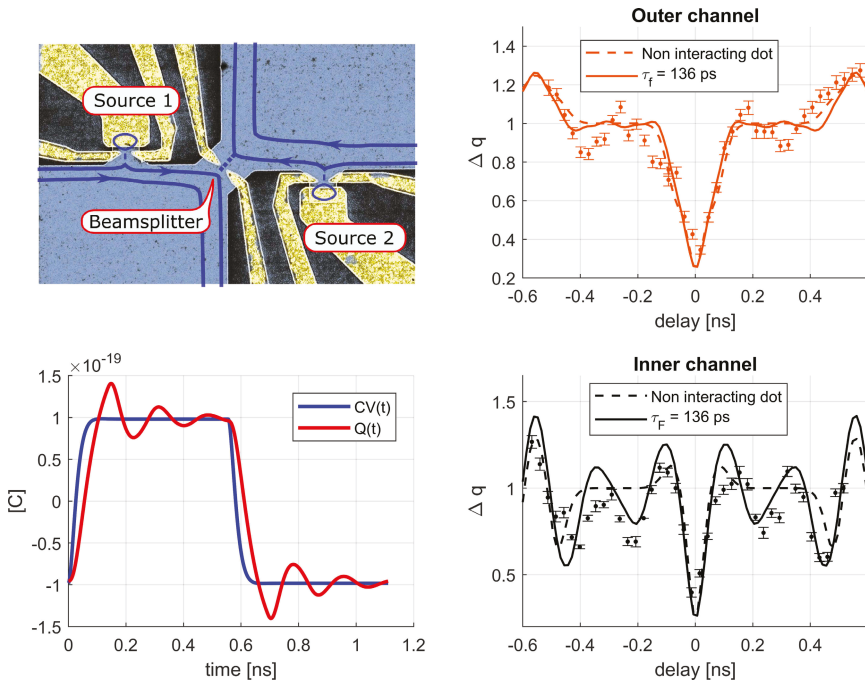 Source 1
Beamsplitter
Source 2
Outer channel
Non interacting dot
τ_f = 136 ps
Δ q
1.4
1.2
1
0.8
0.6
0.4
0.2
-0.6 -0.4 -0.2 0 0.2 0.4
delay [ns]
×10^-19
CV(t)
Q(t)
[C]
1.5
1
0.5
0
-0.5
-1
-1.5
0 0.2 0.4 0.6 0.8 1 1.2
time [ns]
Inner channel
Non interacting dot
τ_F = 136 ps
Δ q
1.5
1
0.5
-0.6 -0.4 -0.2 0 0.2 0.4
delay [ns]